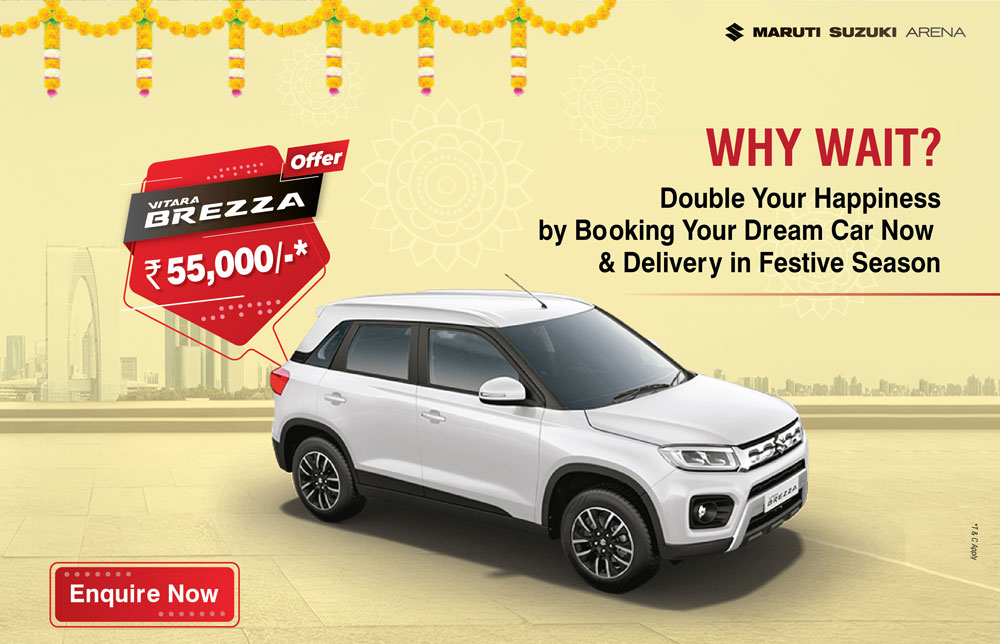 MARUTI SUZUKI ARENA
WHY WAIT?
Double Your Happiness
by Booking Your Dream Car Now
& Delivery in Festive Season
Offer
VITARA
BREZZA
₹ 55,000/-*
BREZZA
*T & C Apply
Enquire Now